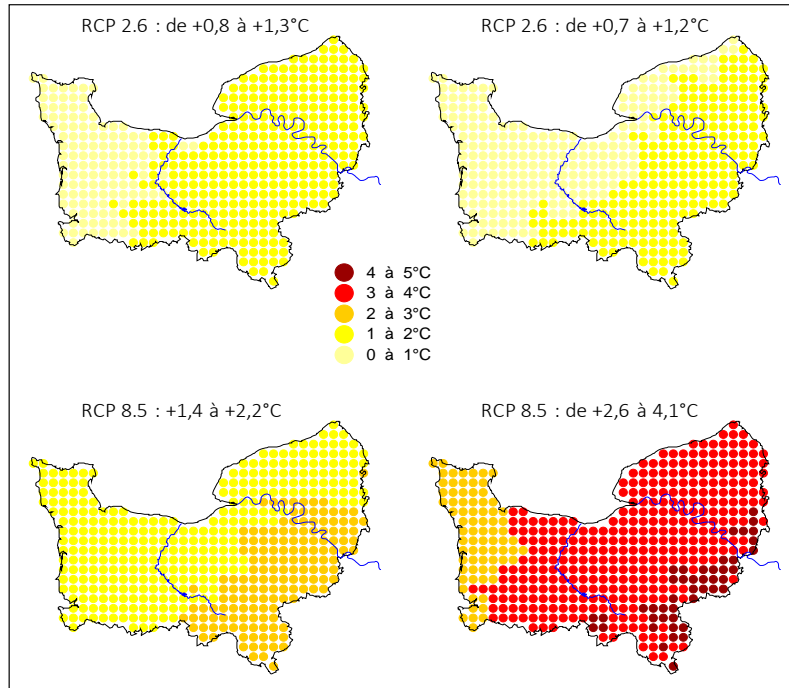 RCP 2.6 : de +0,8 à +1,3°C
RCP 2.6 : de +0,7 à +1,2°C
4 à 5°C
3 à 4°C
2 à 3°C
1 à 2°C
0 à 1°C
RCP 8.5 : +1,4 à +2,2°C
RCP 8.5 : de +2,6 à 4,1°C